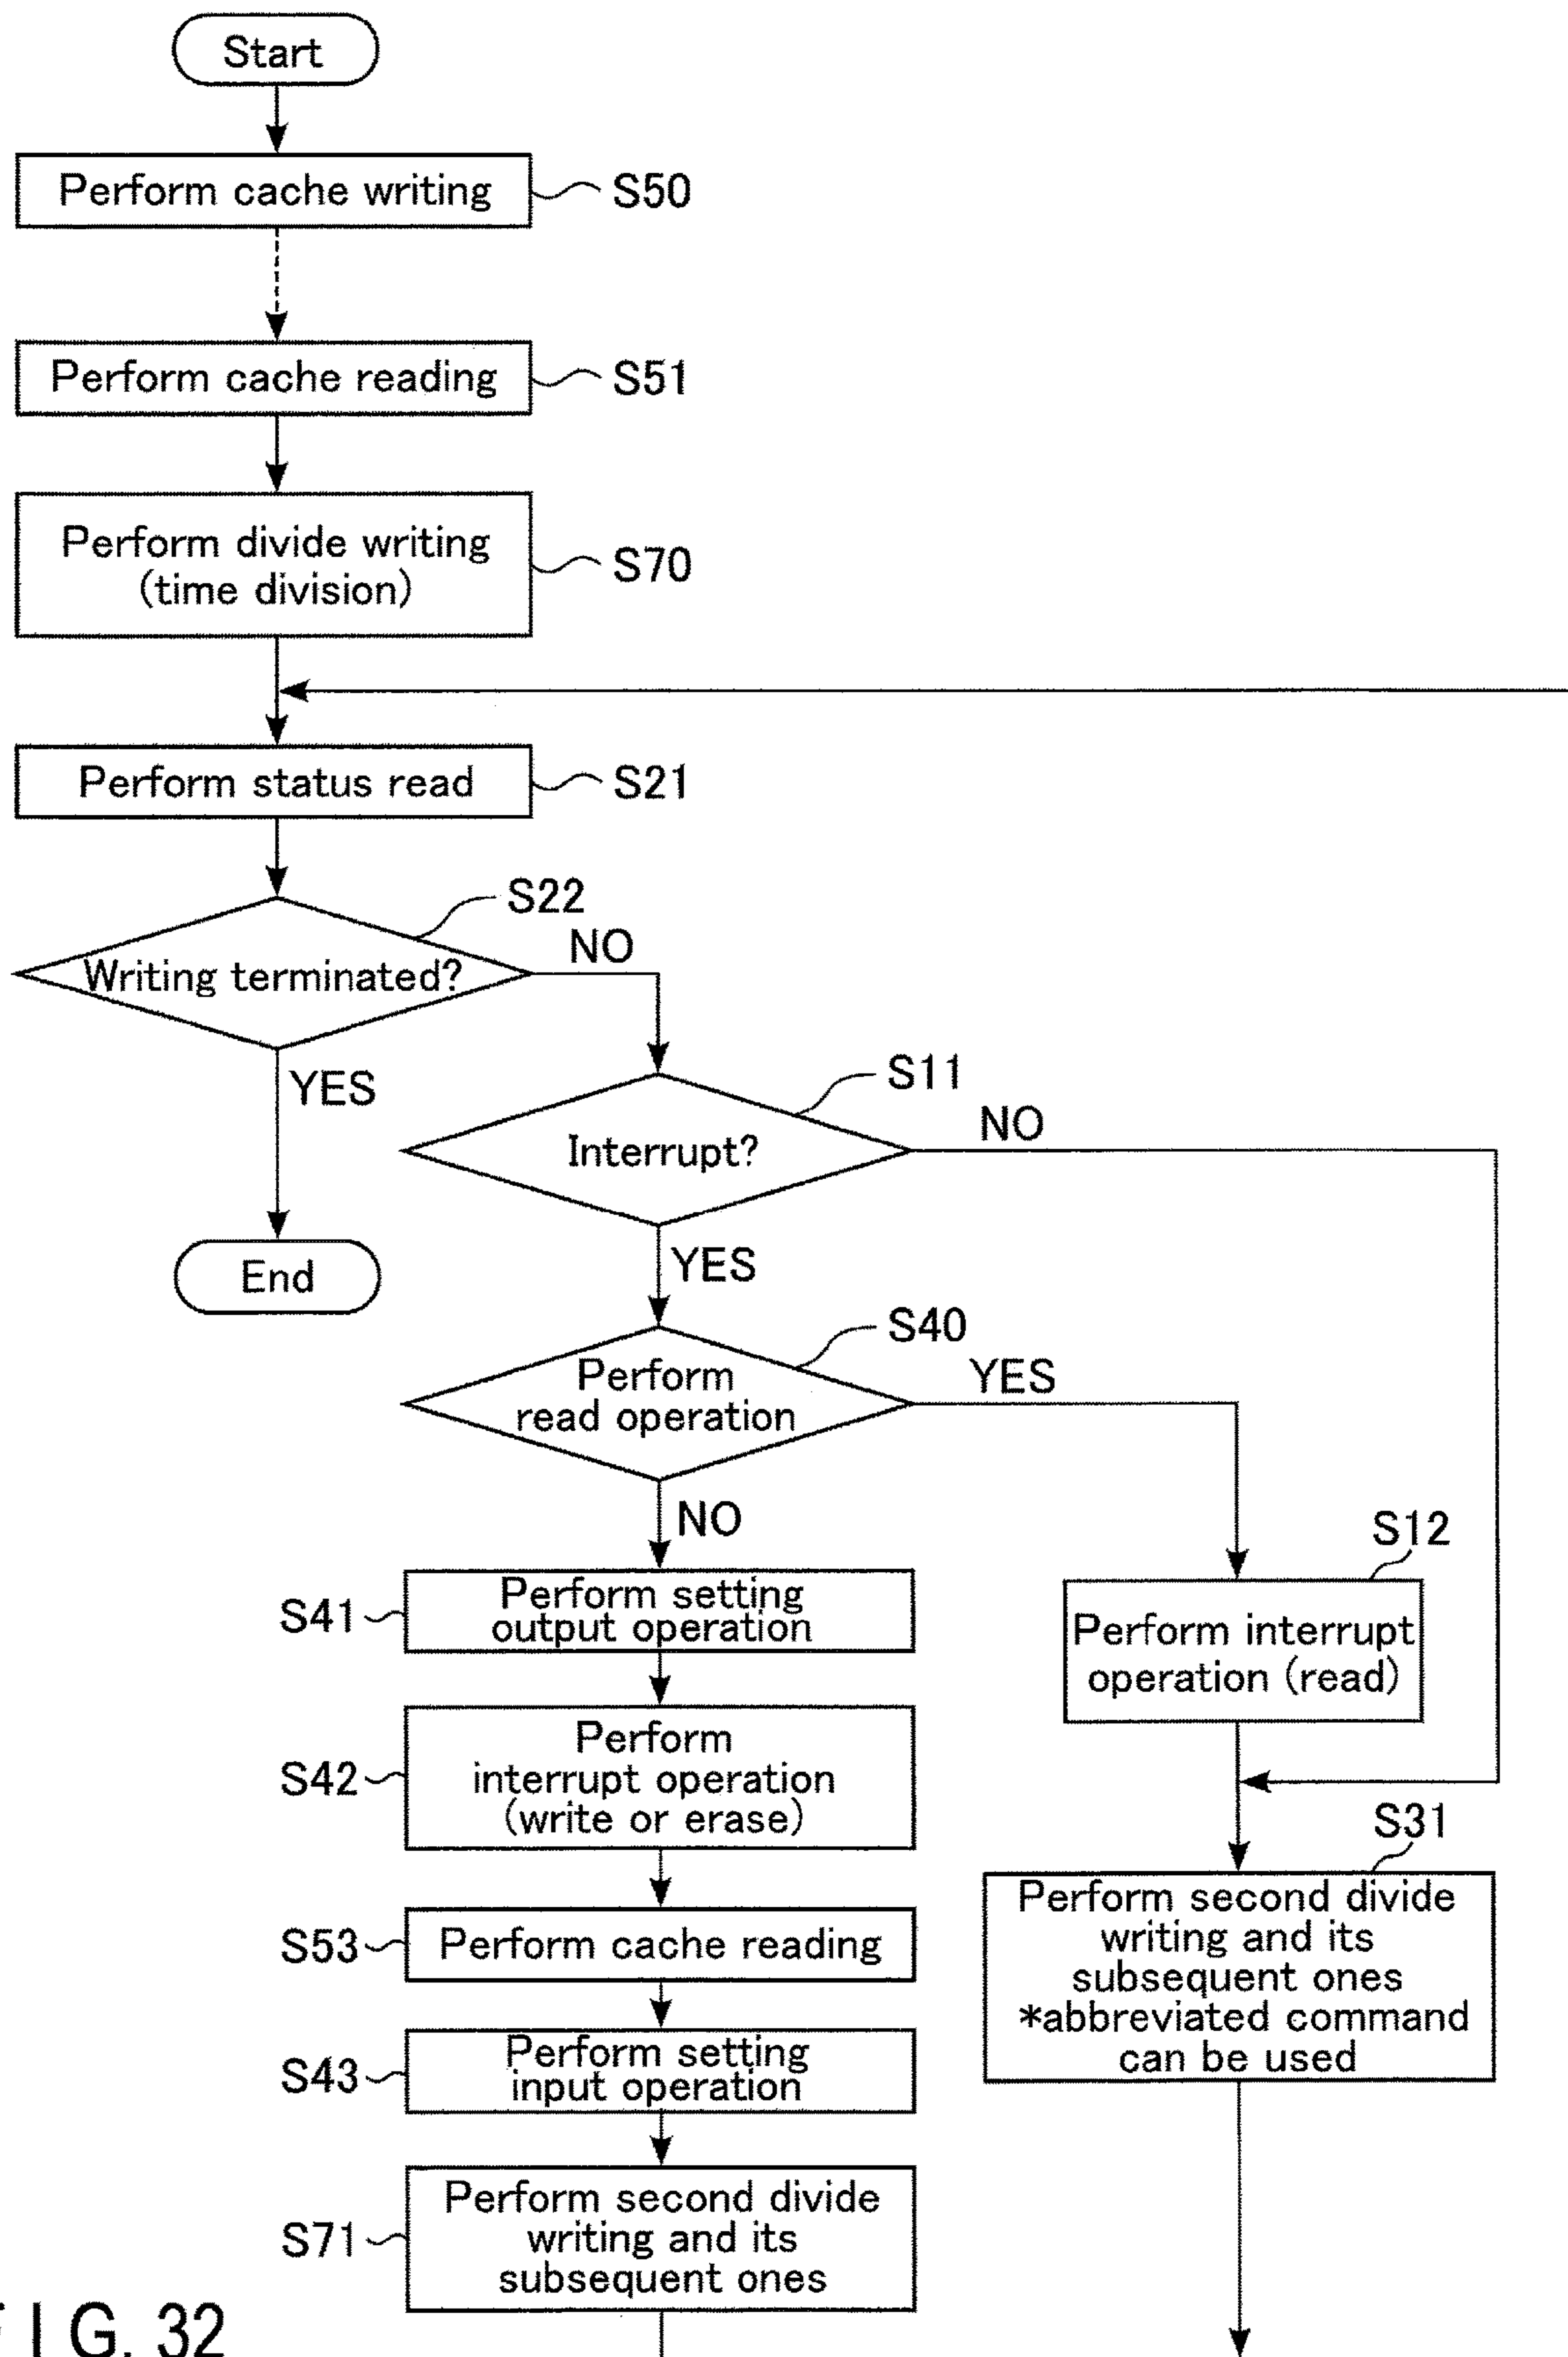 Start
Perform cache writing
S50
Perform cache reading
S51
Perform divide writing
(time division)
S70
Perform status read
S21
S22
Writing terminated?
NO
YES
End
S11
Interrupt?
NO
YES
S40
Perform
read operation
YES
NO
S12
Perform interrupt
operation (read)
S41
Perform setting
output operation
S42
Perform
interrupt operation
(write or erase)
S53
Perform cache reading
S43
Perform setting
input operation
S71
Perform second divide
writing and its
subsequent ones
S31
Perform second divide
writing and its
subsequent ones
*abbreviated command
can be used
FIG. 32